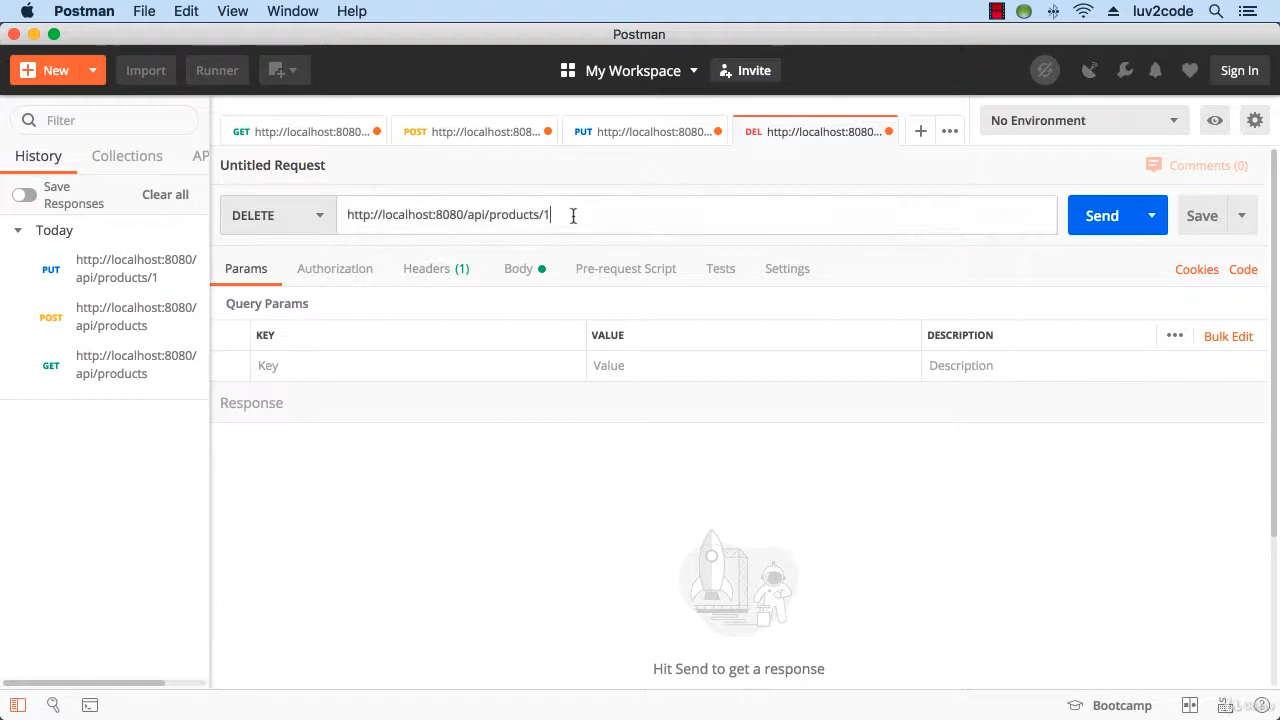 Postman File Edit View Window Help luv2code
Postman
New Import Runner My Workspace Invite Sign In
Filter
History Collections AP
Save Responses Clear all
Today
PUT http://localhost:8080/
api/products/1
POST http://localhost:8080/
api/products
GET http://localhost:8080/
api/products
GET http://localhost:8080... POST http://localhost:808... PUT http://localhost:8080... DEL http://localhost:8080... No Environment
Untitled Request Comments (0)
DELETE http://localhost:8080/api/products/1 Send Save
Params Authorization Headers (1) Body Pre-request Script Tests Settings Cookies Code
Query Params
KEY VALUE DESCRIPTION Bulk Edit
Key Value Description
Response
Hit Send to get a response
Bootcamp